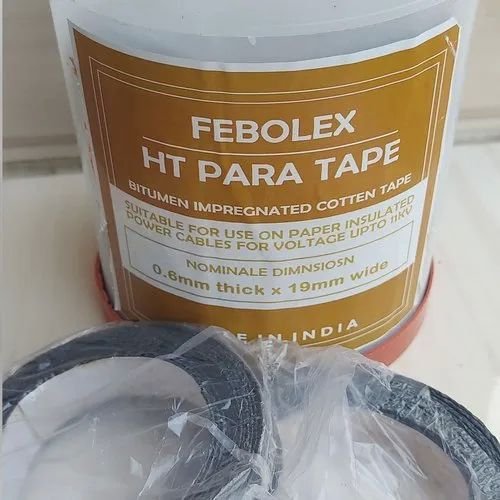 FEBOLEX
HT PARA TAPE
BITUMEN IMPREGNATED COTTEN TAPE
SUITABLE FOR USE ON PAPER INSULATED
POWER CABLES FOR VOLTAGE UPTO 11KV
NOMINALE DIMNSIOSN
0.6mm thick x 19mm wide
IN INDIA